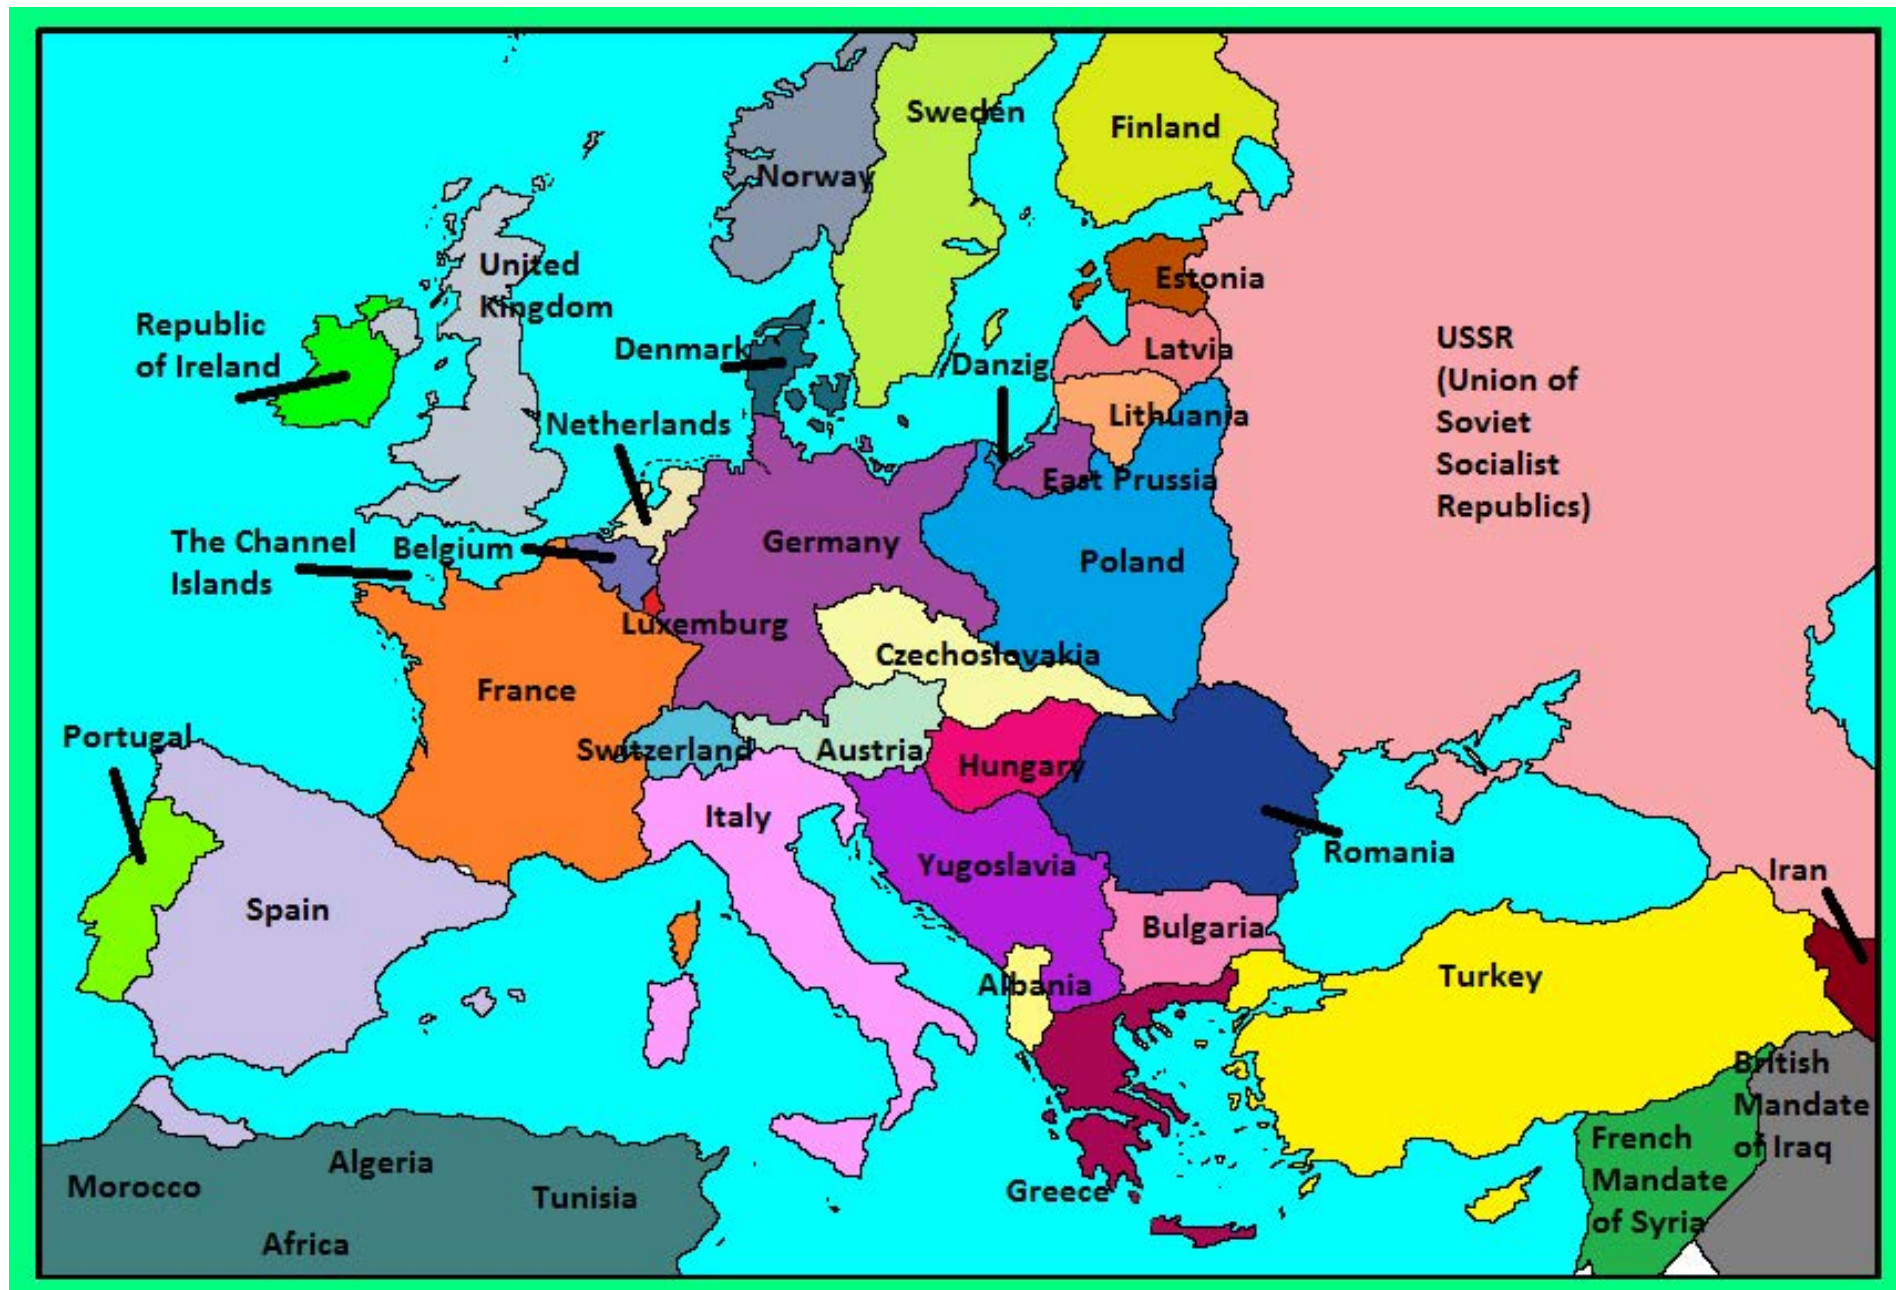 Sweden
Finland
Norway
United
Kingdom
Estonia
Republic
of Ireland
Denmark
Danzig
Latvia
USSR
(Union of
Soviet
Socialist
Republics)
Netherlands
Lithuania
East Prussia
The Channel
Islands
Belgium
Germany
Poland
Luxemburg
Czechoslovakia
France
Portugal
Switzerland
Austria
Hungary
Italy
Romania
Yugoslavia
Iran
Spain
Bulgaria
Albania
Turkey
British
Mandate
of Iraq
French
Mandate
of Syria
Algeria
Morocco
Tunisia
Greece
Africa